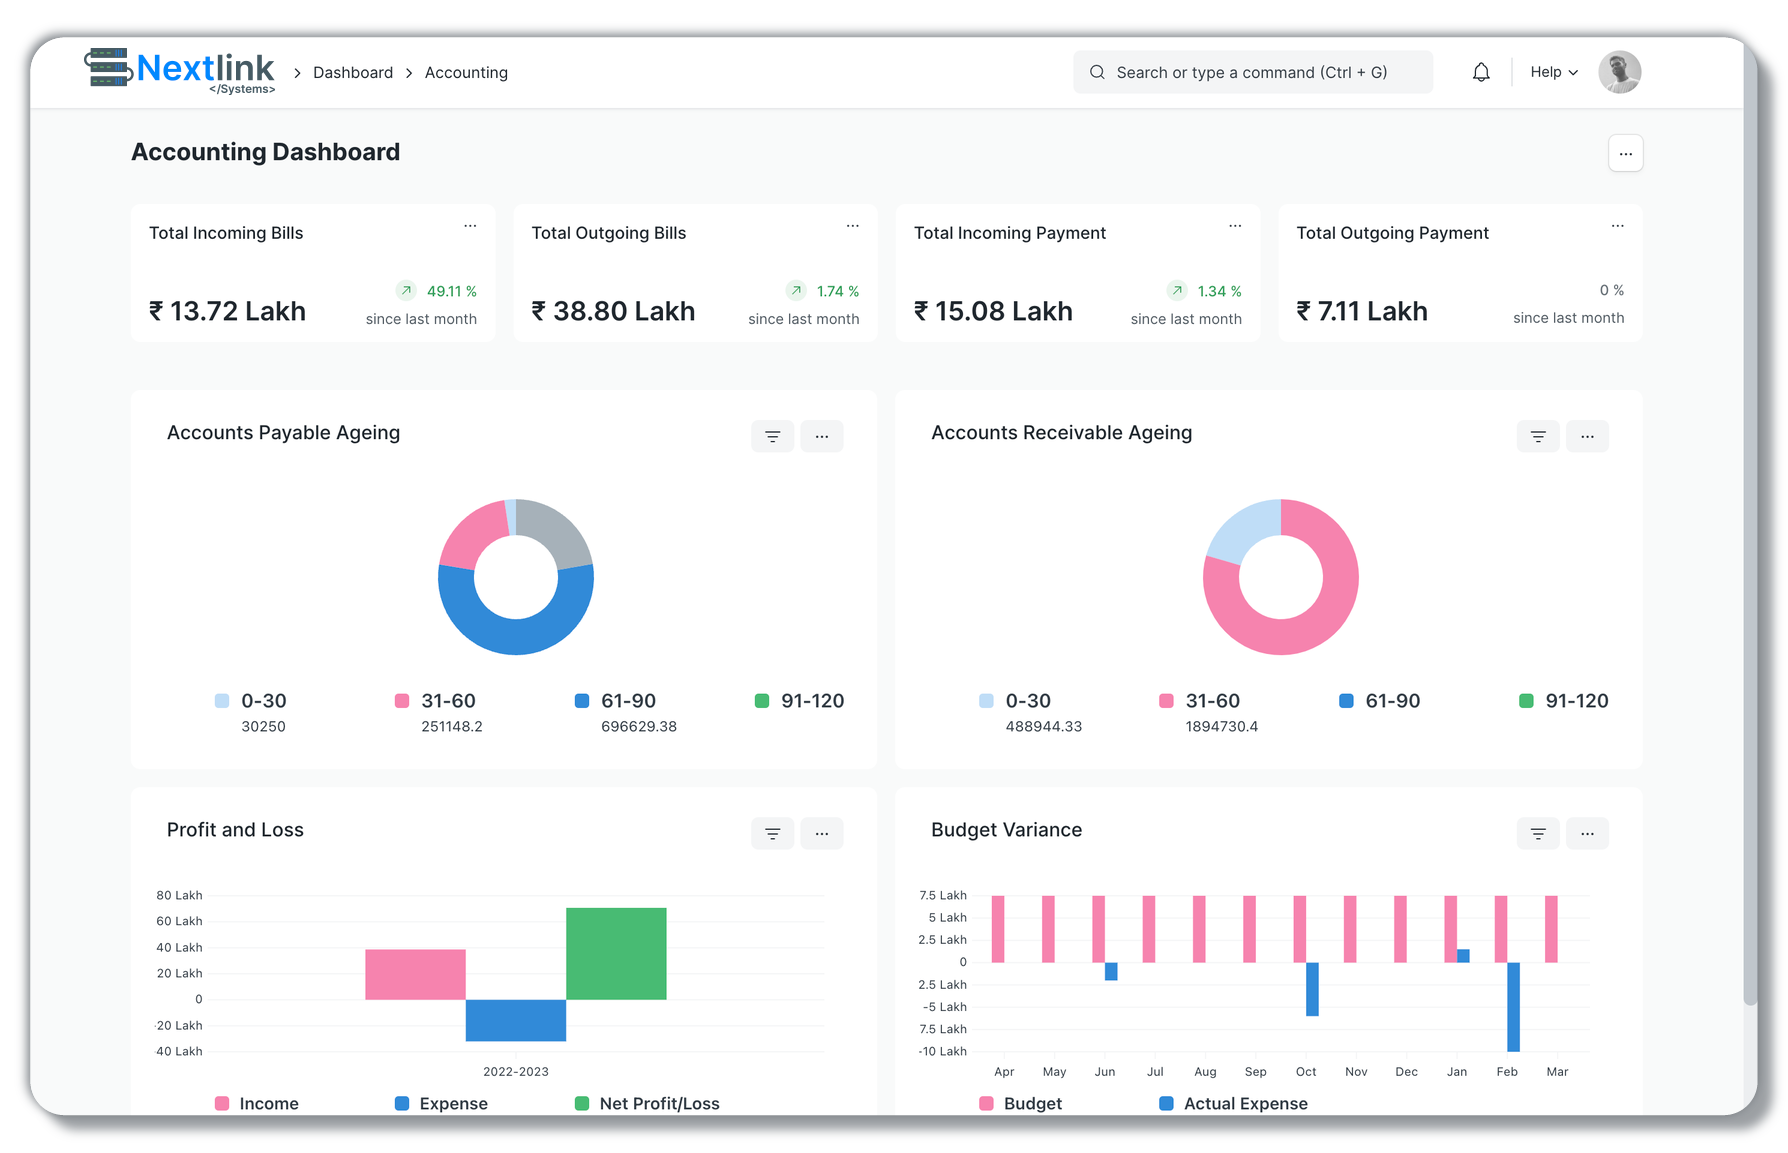 Nextlink
</Systems>
Dashboard
Accounting
Search or type a command (Ctrl + G)
Help
Accounting Dashboard
...
Total Incoming Bills
...
₹ 13.72 Lakh
49.11 %
since last month
Total Outgoing Bills
...
₹ 38.80 Lakh
1.74 %
since last month
Total Incoming Payment
...
₹ 15.08 Lakh
1.34 %
since last month
Total Outgoing Payment
...
₹ 7.11 Lakh
0 %
since last month
Accounts Payable Ageing
...
0-30
30250
31-60
251148.2
61-90
696629.38
91-120
Accounts Receivable Ageing
...
0-30
488944.33
31-60
1894730.4
61-90
91-120
Profit and Loss
...
80 Lakh
60 Lakh
40 Lakh
20 Lakh
0
-20 Lakh
40 Lakh
2022-2023
Income
Expense
Net Profit/Loss
Budget Variance
...
7.5 Lakh
5 Lakh
2.5 Lakh
0
2.5 Lakh
-5 Lakh
7.5 Lakh
-10 Lakh
Apr May Jun Jul Aug Sep Oct Nov Dec Jan Feb Mar
Budget
Actual Expense